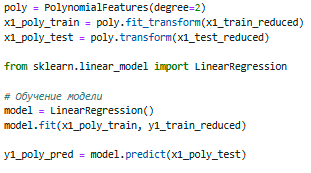 poly = PolynomialFeatures(degree=2)
x1_poly_train = poly.fit_transform(x1_train_reduced)
x1_poly_test = poly.transform(x1_test_reduced)
from sklearn.linear_model import LinearRegression
# Обучение модели
model = LinearRegression()
model.fit(x1_poly_train, y1_train_reduced)
y1_poly_pred = model.predict(x1_poly_test)